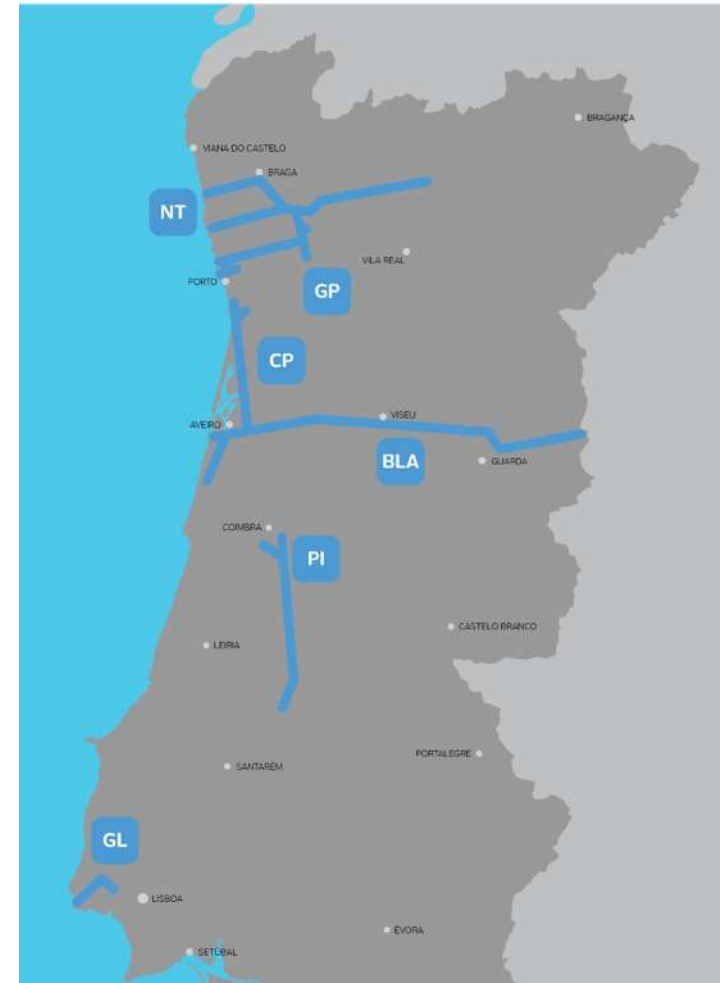 BRAGANÇA
VIANA DO CASTELO
BRAGA
NT
VILA REAL
PORTO
GP
CP
VISEU
AVEIRO
BLA
GUARDA
COIMBRA
PI
CASTELO BRANCO
LEIRIA
PORTALEGRE
SANTARÉM
GL
LISBOA
ÉVORA
SETÚBAL